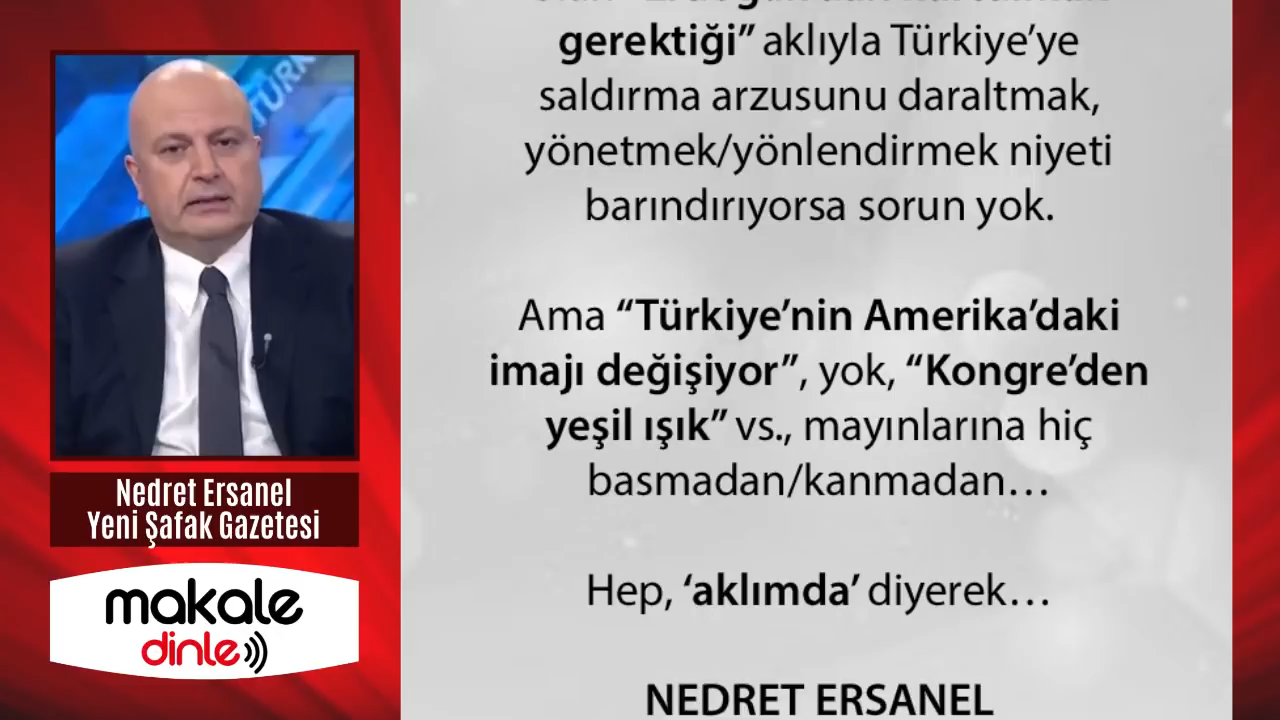 TÜRK
Nedret Ersanel
Yeni Şafak Gazetesi
makale
dinle
gerektiği” aklıyla Türkiye’ye
saldırma arzusunu daraltmak,
yönetmek/yönlendirmek niyeti
barındırıyorsa sorun yok.
Ama “Türkiye’nin Amerika’daki
imajı değişiyor”, yok, “Kongre’den
yeşil ışık” vs., mayınlarına hiç
basmadan/kanmadan…
Hep, ‘aklımda’ diyerek…
NEDRET ERSANEL